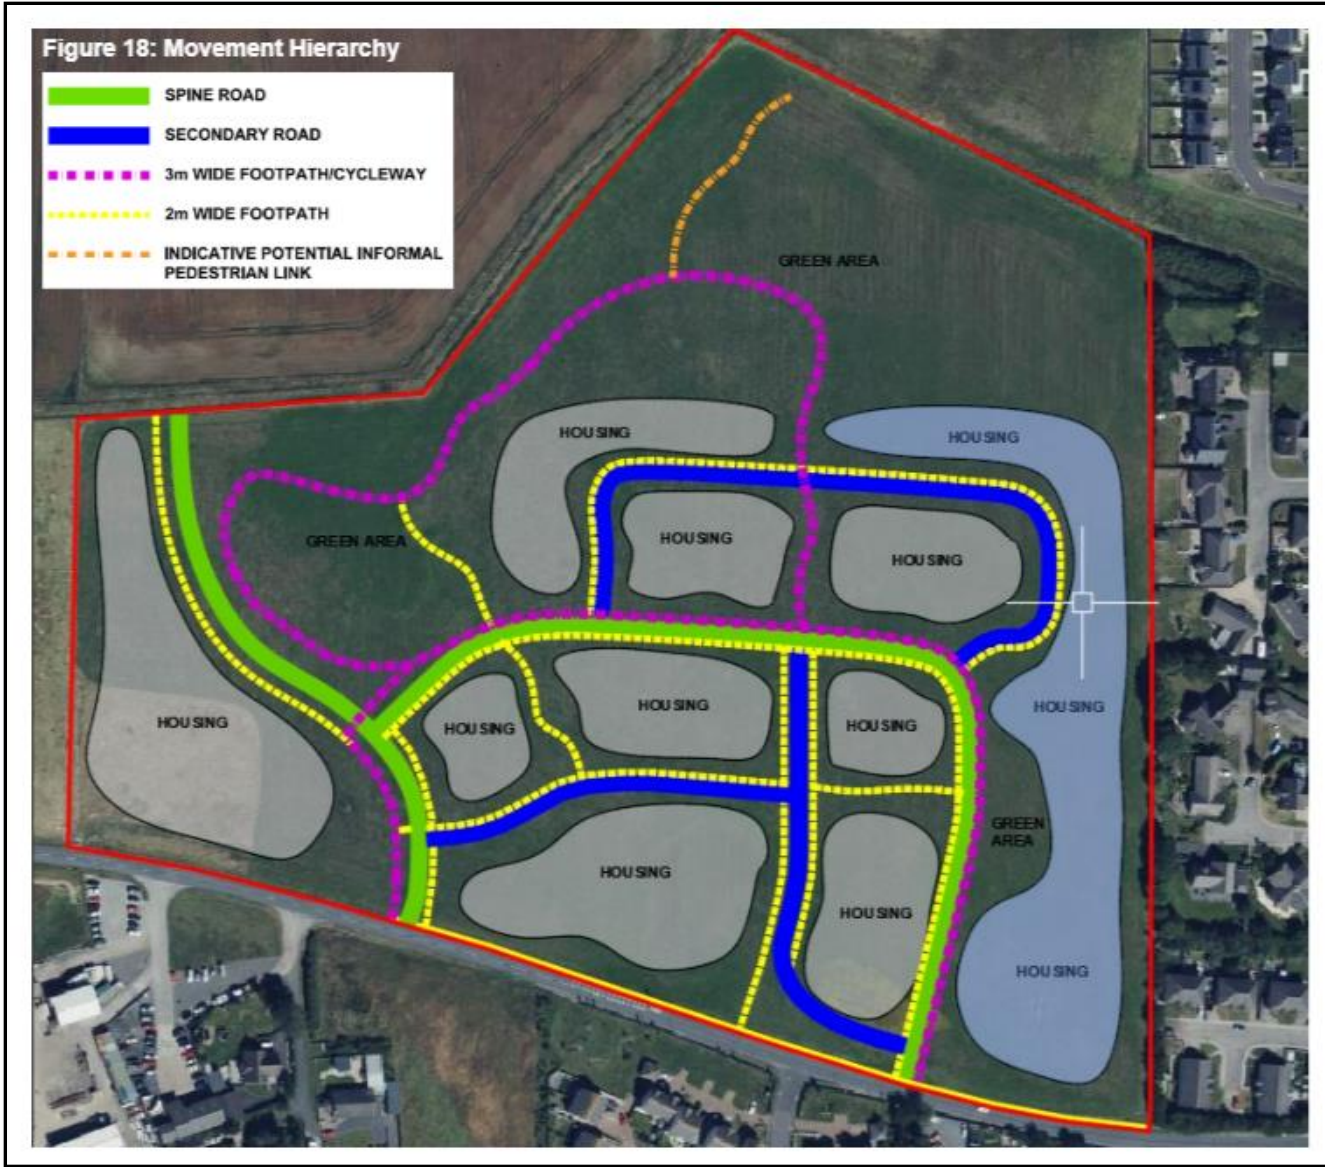 Figure 18: Movement Hierarchy
SPINE ROAD
SECONDARY ROAD
3m WIDE FOOTPATH/CYCLEWAY
2m WIDE FOOTPATH
INDICATIVE POTENTIAL INFORMAL
PEDESTRIAN LINK
GREEN AREA
HOUSING
HOUSING
GREEN AREA
HOUSING
HOUSING
HOUSING
HOUSING
HOUSING
HOUSING
HOUSING
GREEN
AREA
HOUSING
HOUSING
HOUSING